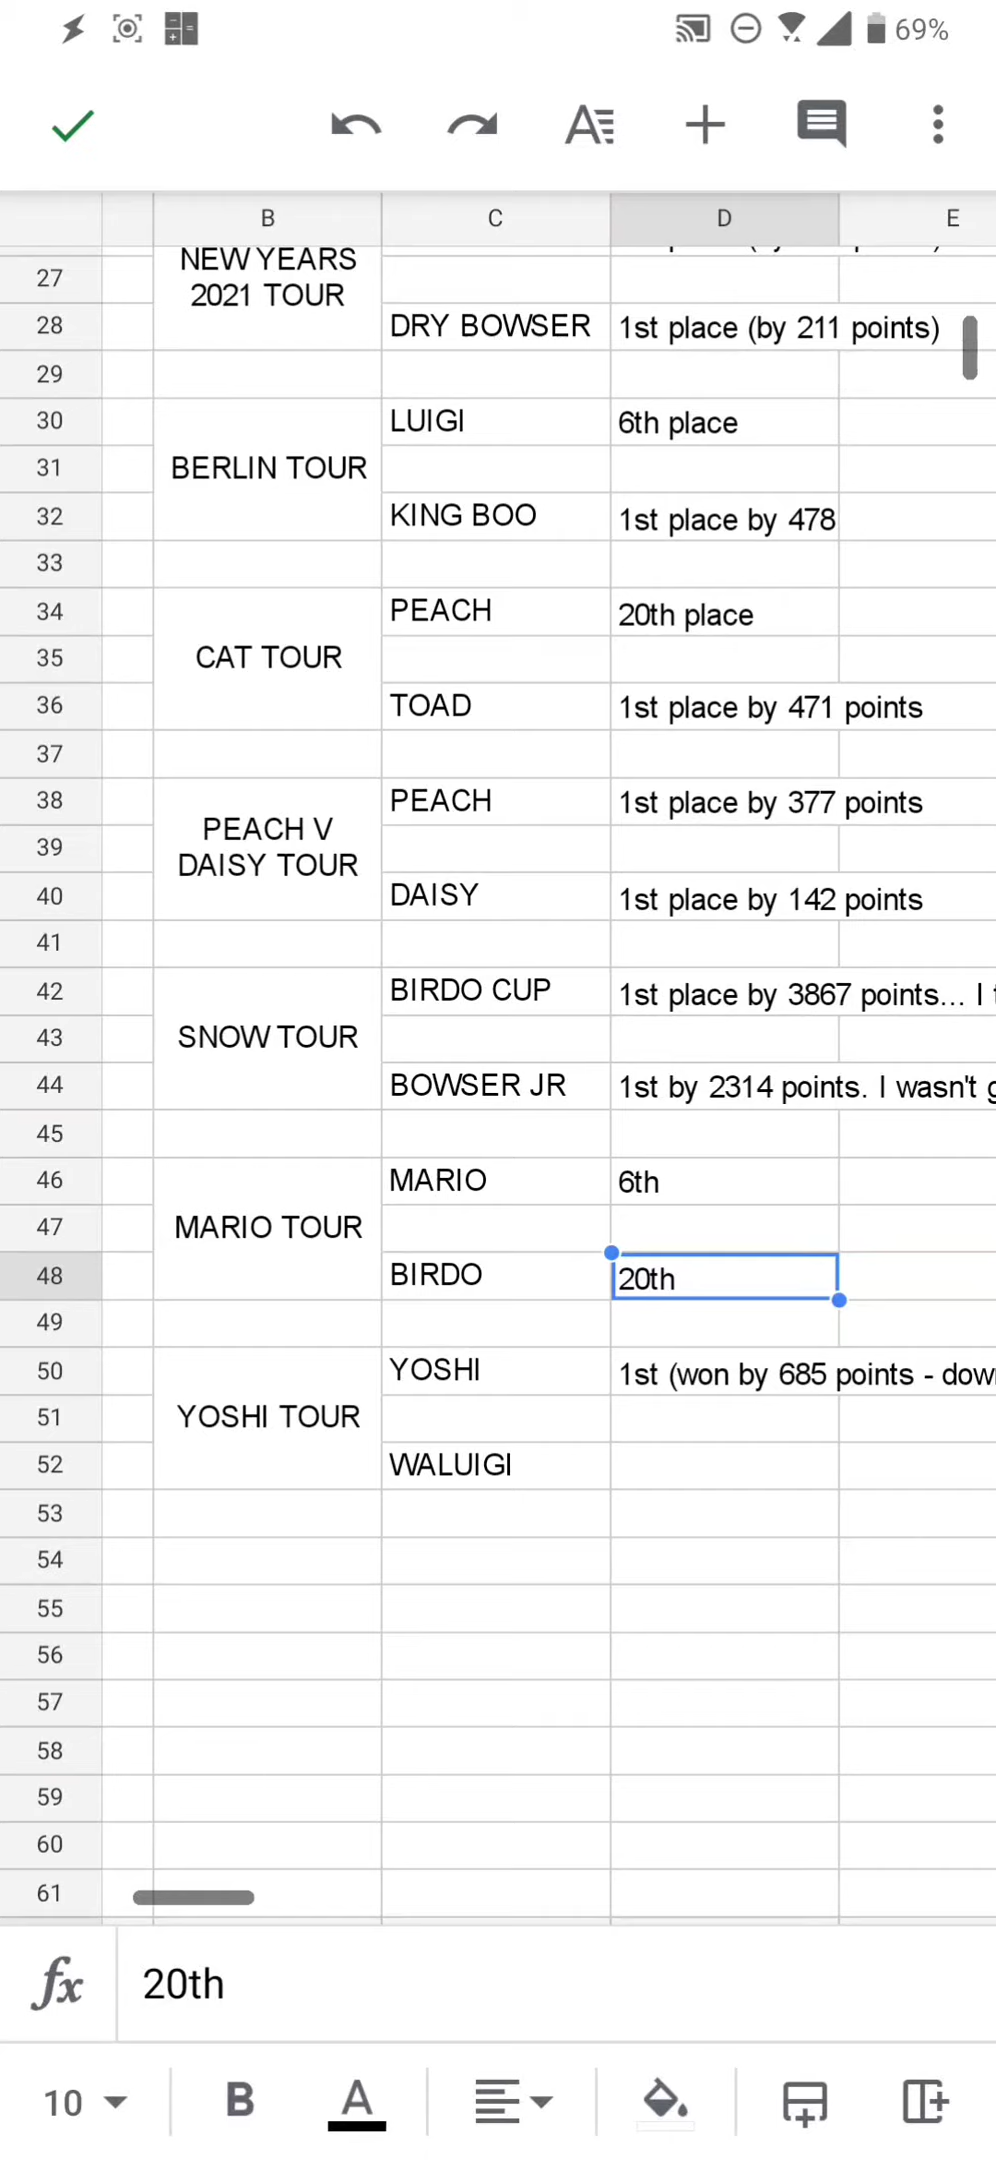 69%
B C D E
27 NEW YEARS
2021 TOUR
28 DRY BOWSER 1st place (by 211 points)
29
30 LUIGI 6th place
31 BERLIN TOUR
32 KING BOO 1st place by 478
33
34 PEACH 20th place
35 CAT TOUR
36 TOAD 1st place by 471 points
37
38 PEACH 1st place by 377 points
PEACH V
39 DAISY TOUR
40 DAISY 1st place by 142 points
41
42 BIRDO CUP 1st place by 3867 points... I
43 SNOW TOUR
44 BOWSER JR 1st by 2314 points. I wasn't
45
46 MARIO 6th
47 MARIO TOUR
48 BIRDO 20th
49
50 YOSHI 1st (won by 685 points -
51 YOSHI TOUR
52 WALUIGI
53
54
55
56
57
58
59
60
61
fx 20th
10 B A